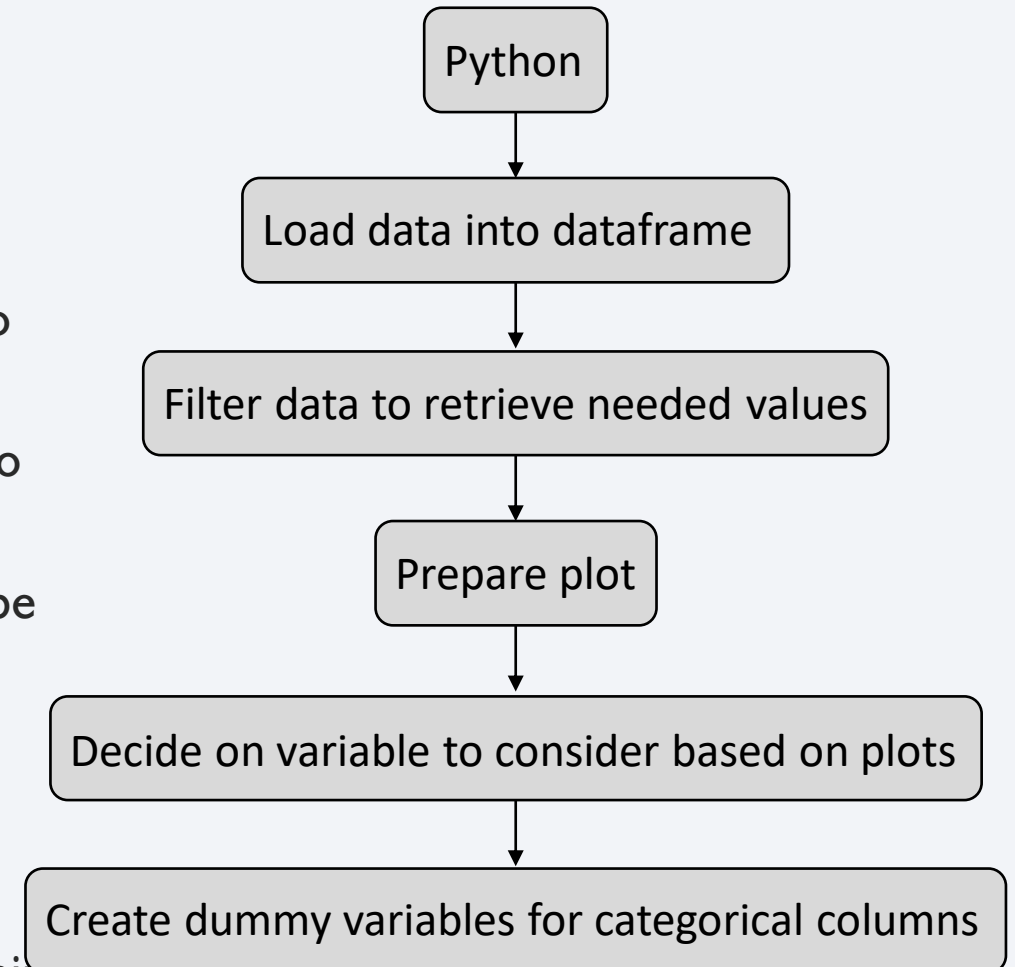 Python
Load data into dataframe
Filter data to retrieve needed values
Prepare plot
Decide on variable to consider based on plots
Create dummy variables for categorical columns